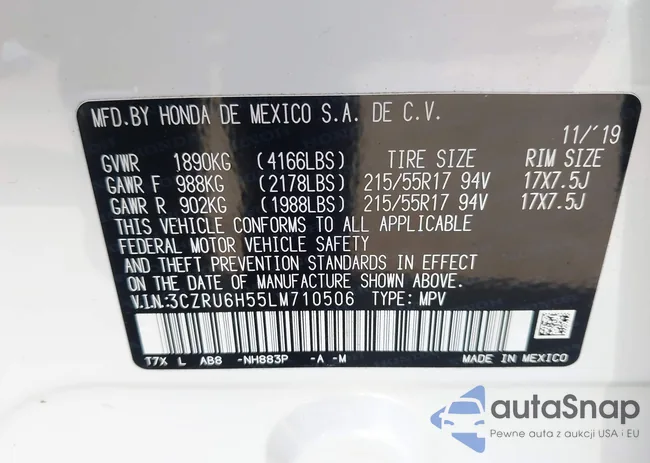 MFD.BY HONDA DE MEXICO S.A. DE C.V.
11/'19
GVWR 1890KG (4166LBS) TIRE SIZE RIM SIZE
GAWR F 988KG (2178LBS) 215/55R17 94V 17X7.5J
GAWR R 902KG (1988LBS) 215/55R17 94V 17X7.5J
THIS VEHICLE CONFORMS TO ALL APPLICABLE
FEDERAL MOTOR VEHICLE SAFETY
AND THEFT PREVENTION STANDARDS IN EFFECT
ON THE DATE OF MANUFACTURE SHOWN ABOVE.
V.I.N:3CZRU6H55LM710506 TYPE: MPV
T7X L AB8 -NH883P -A -M MADE IN MEXICO
autaSnap
Pewne auta z aukcji USA i EU